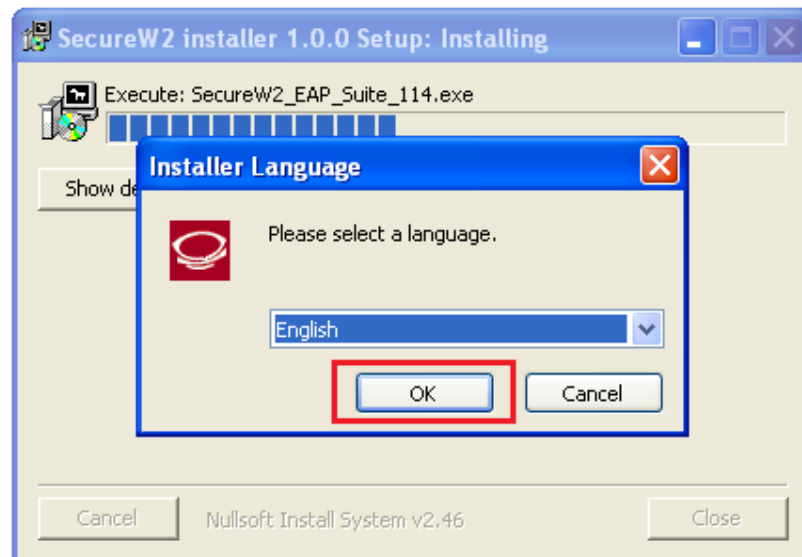 SecureW2 installer 1.0.0 Setup: Installing
Execute: SecureW2_EAP_Suite_114.exe
Installer Language
Show de
Please select a language.
English
OK
Cancel
Cancel
Nullsoft Install System v2.46
Close